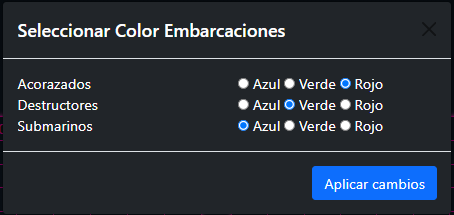 Seleccionar Color Embarcaciones
Acorazados Azul Verde Rojo
Destructores Azul Verde Rojo
Submarinos Azul Verde Rojo
Aplicar cambios